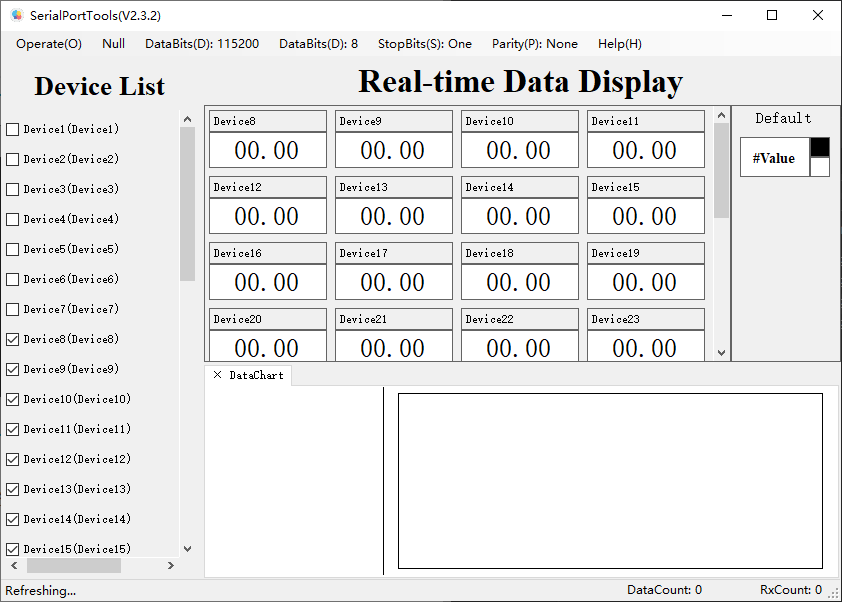 SerialPortTools(V2.3.2)
Operate(O) Null DataBits(D): 115200 DataBits(D): 8 StopBits(S): One Parity(P): None Help(H)
Device List
Device1(Device1)
Device2(Device2)
Device3(Device3)
Device4(Device4)
Device5(Device5)
Device6(Device6)
Device7(Device7)
Device8(Device8)
Device9(Device9)
Device10(Device10)
Device11(Device11)
Device12(Device12)
Device13(Device13)
Device14(Device14)
Device15(Device15)
Real-time Data Display
Device8 Device9 Device10 Device11
00.00 00.00 00.00 00.00
Device12 Device13 Device14 Device15
00.00 00.00 00.00 00.00
Device16 Device17 Device18 Device19
00.00 00.00 00.00 00.00
Device20 Device21 Device22 Device23
00.00 00.00 00.00 00.00
Default
#Value
DataChart
Refreshing... DataCount: 0 RxCount: 0